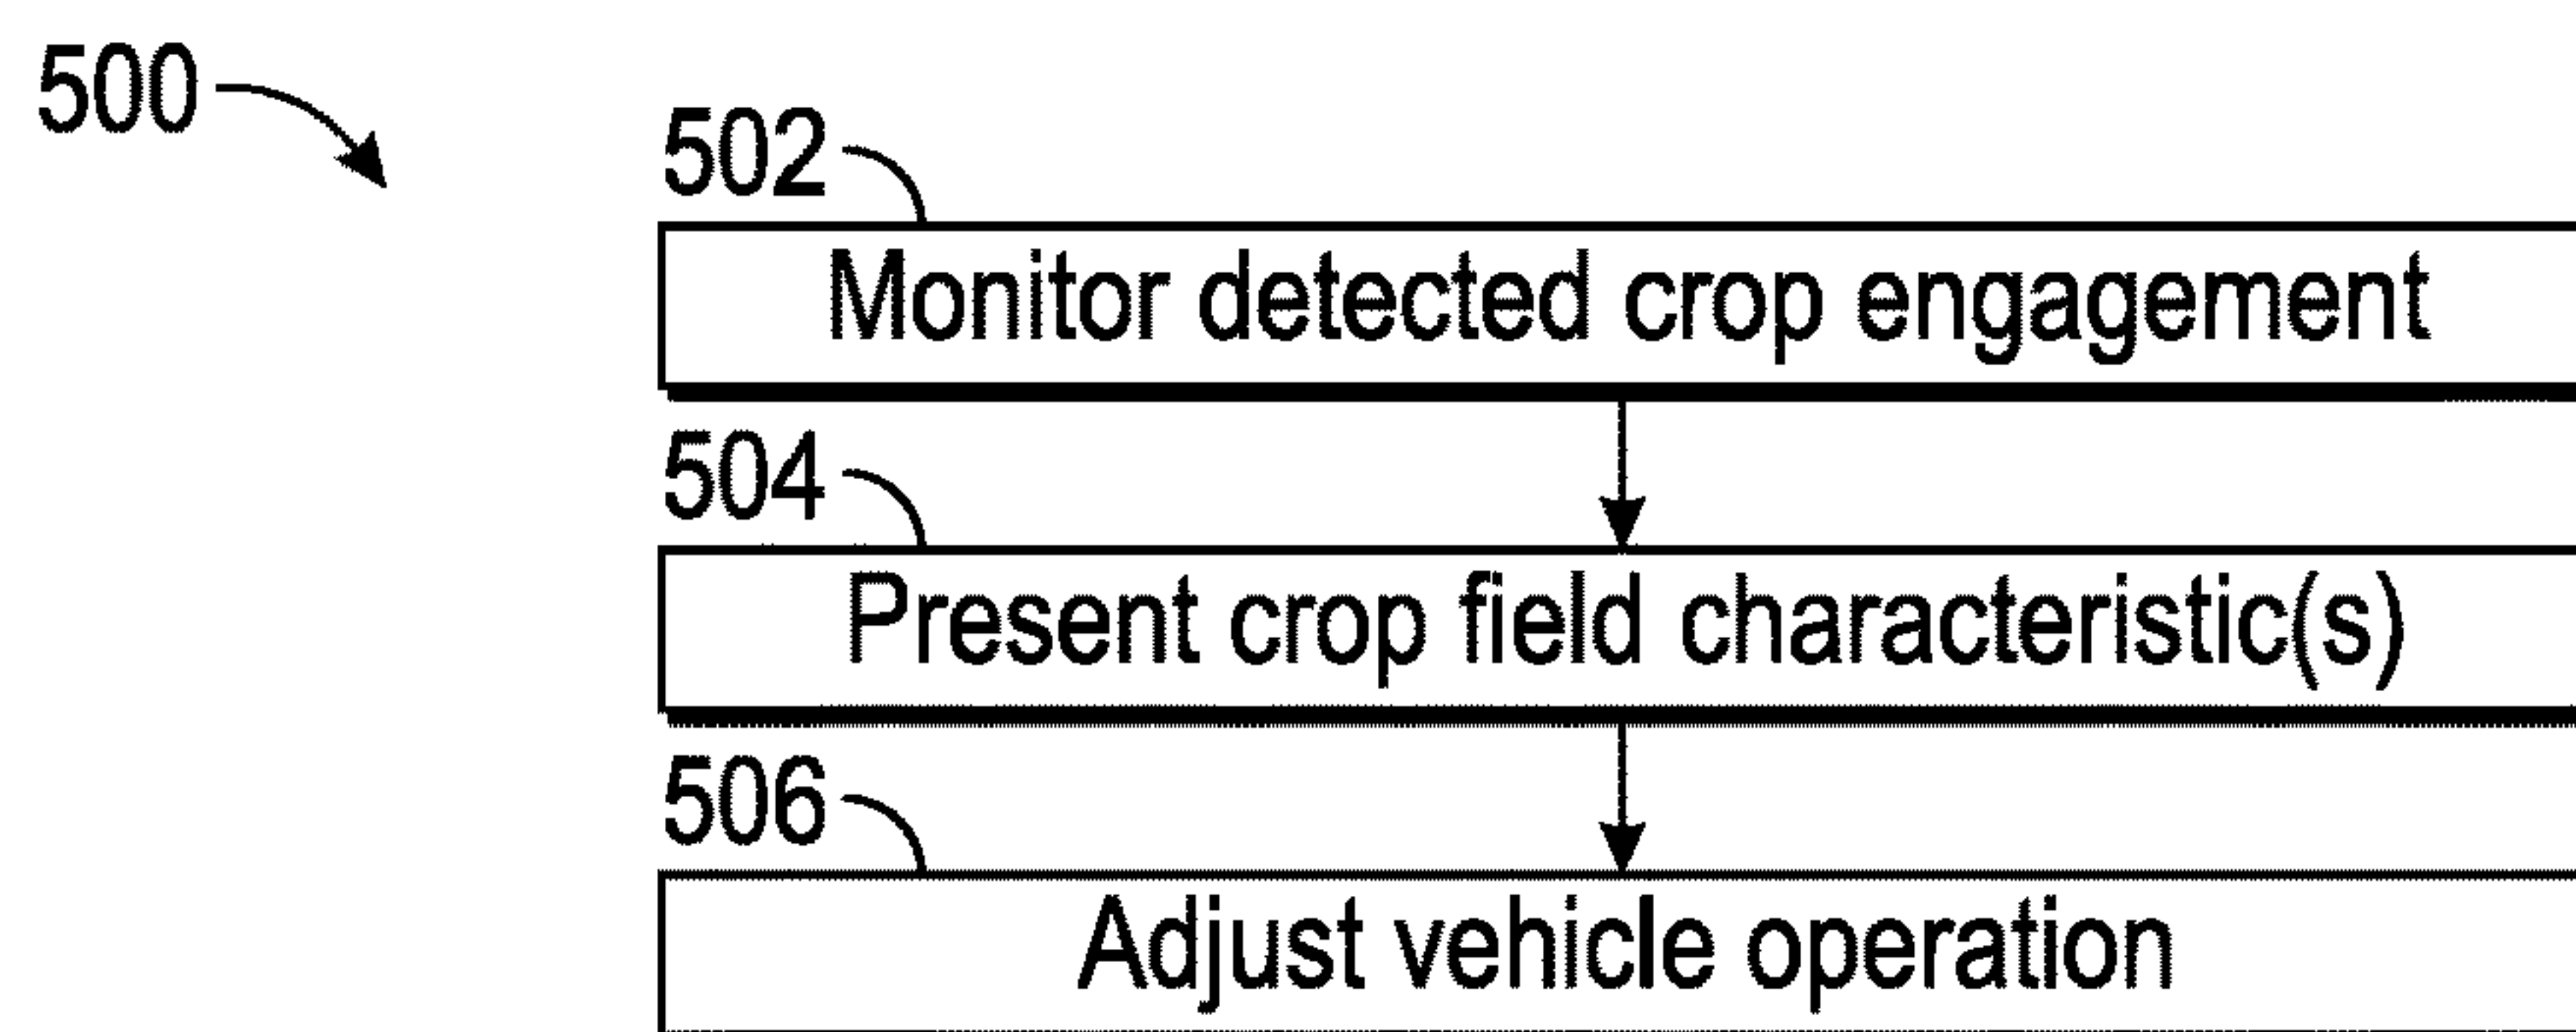 500
502
Monitor detected crop engagement
504
Present crop field characteristic(s)
506
Adjust vehicle operation